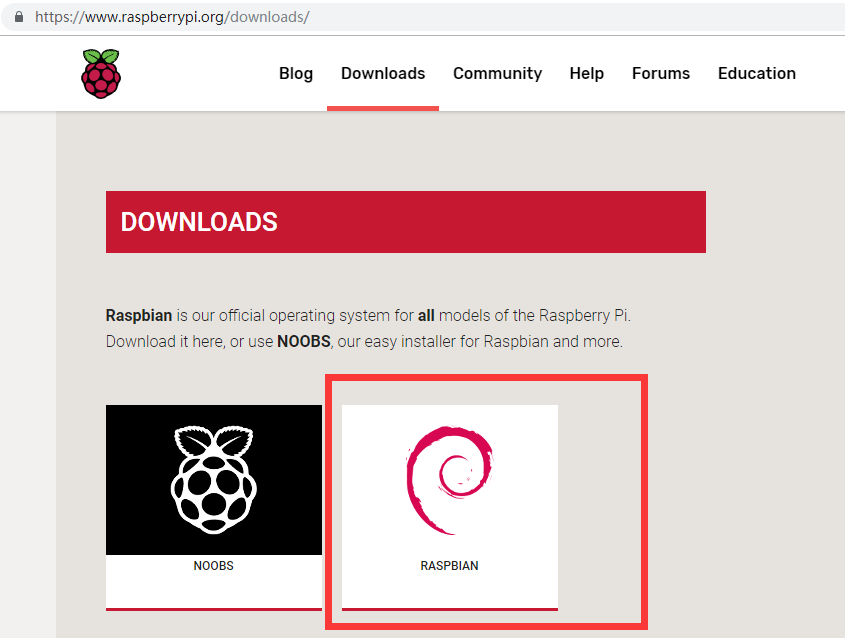 https://www.raspberrypi.org/downloads/
Blog Downloads Community Help Forums Education
DOWNLOADS
Raspbian is our official operating system for all models of the Raspberry Pi.
Download it here, or use NOOBS, our easy installer for Raspbian and more.
NOOBS RASPBIAN